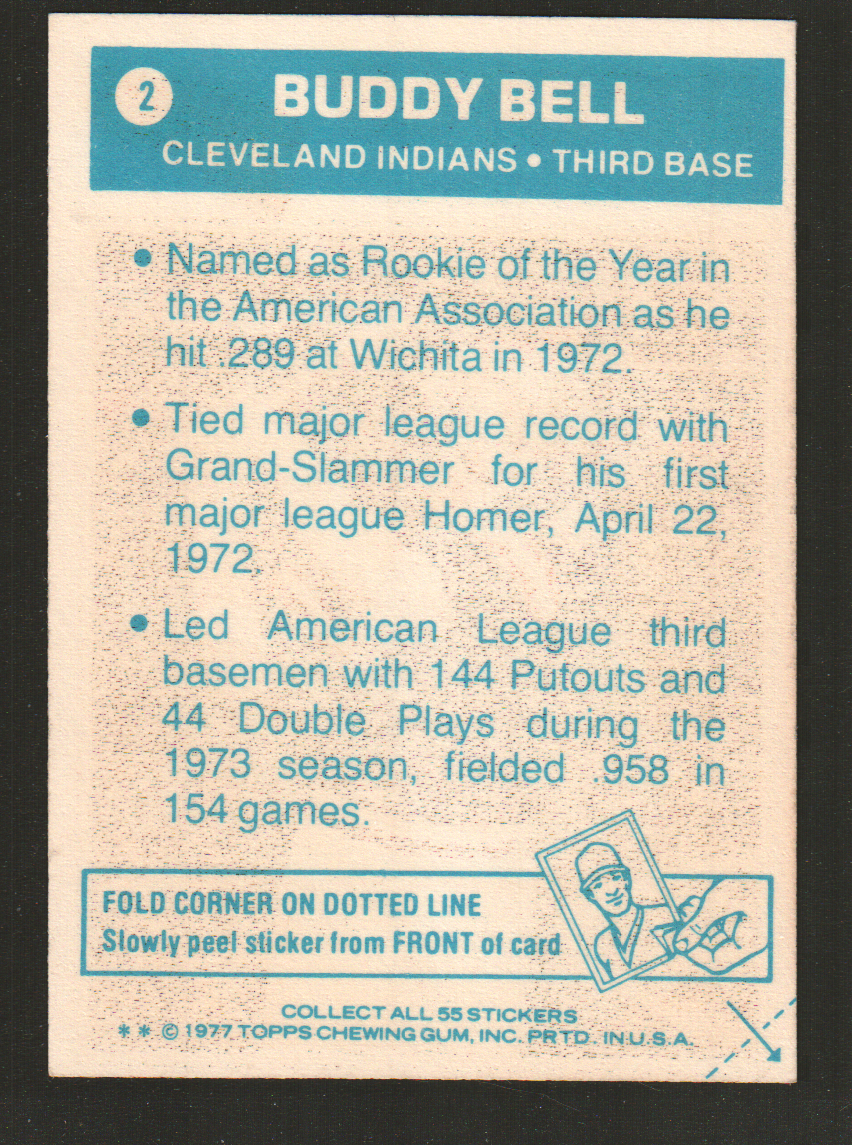 2
BUDDY BELL
CLEVELAND INDIANS • THIRD BASE
• Named as Rookie of the Year in
the American Association as he
hit .289 at Wichita in 1972.
• Tied major league record with
Grand-Slammer for his first
major league Homer, April 22,
1972.
• Led American League third
basemen with 144 Putouts and
44 Double Plays during the
1973 season, fielded .958 in
154 games.
FOLD CORNER ON DOTTED LINE
Slowly peel sticker from FRONT of card
COLLECT ALL 55 STICKERS
* * © 1977 TOPPS CHEWING GUM, INC. PRTD. IN U.S.A.